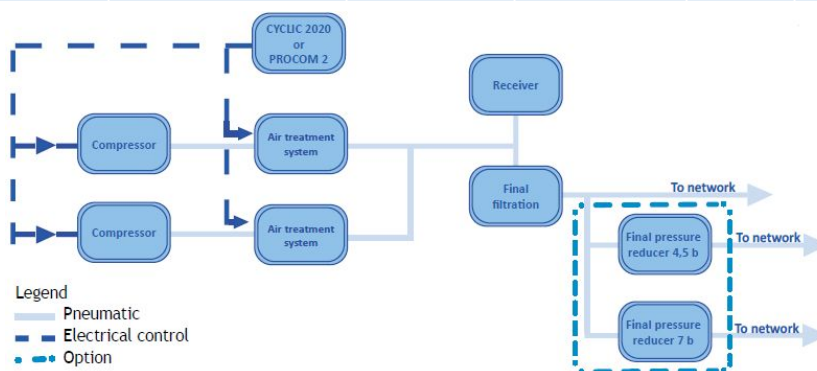 CYCLIC 2020
or
PROCOM 2
Receiver
Compressor
Air treatment
system
Final
filtration
To network
Compressor
Air treatment
system
Final pressure
reducer 4,5 b
To network
Final pressure
reducer 7 b
To network
Legend
Pneumatic
Electrical control
Option